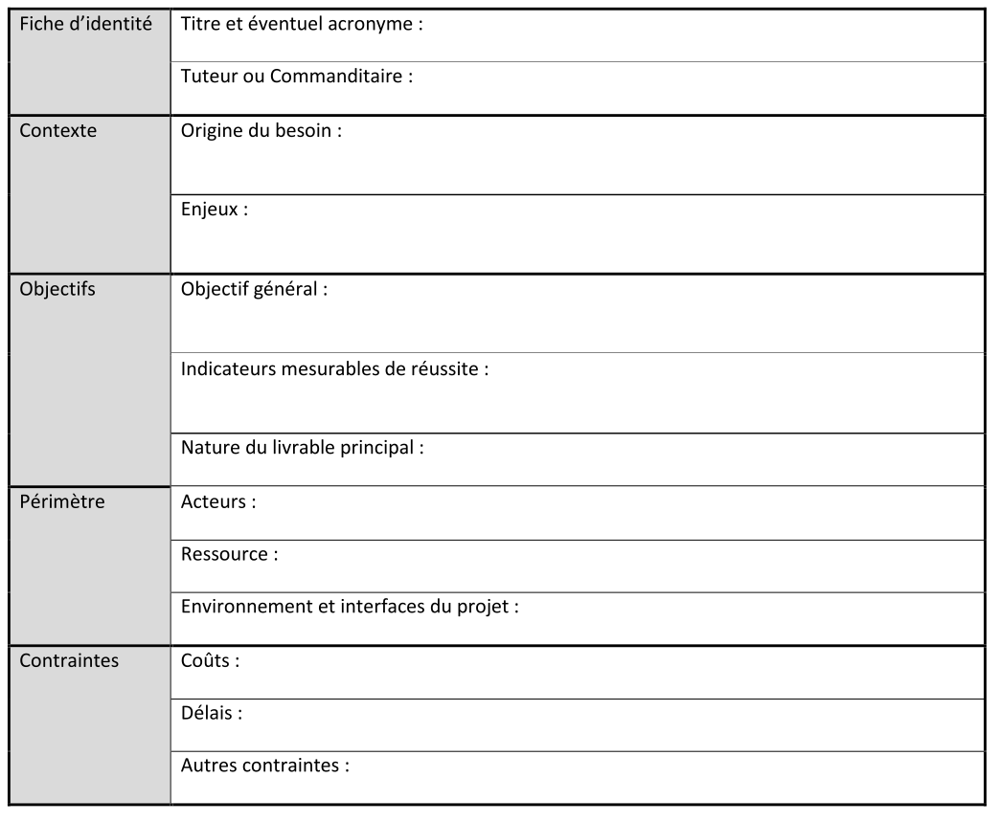 Fiche d’identité
Titre et éventuel acronyme :
Tuteur ou Commanditaire :
Contexte
Origine du besoin :
Enjeux :
Objectifs
Objectif général :
Indicateurs mesurables de réussite :
Nature du livrable principal :
Périmètre
Acteurs :
Ressource :
Environnement et interfaces du projet :
Contraintes
Coûts :
Délais :
Autres contraintes :